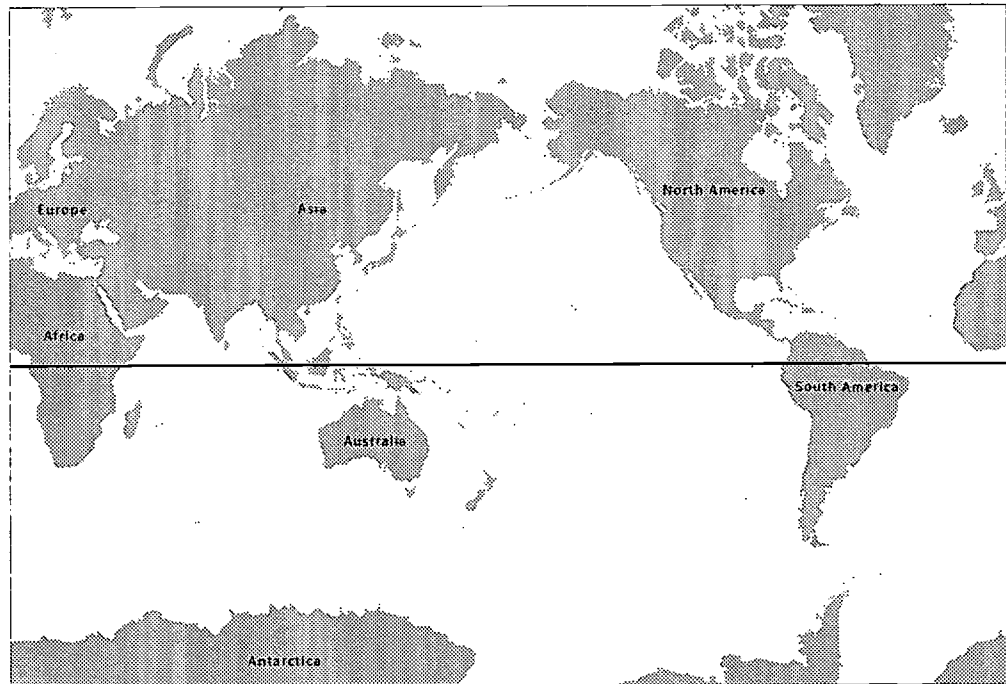 North America
Europe
Asia
Africa
South America
Australia
Antarctica